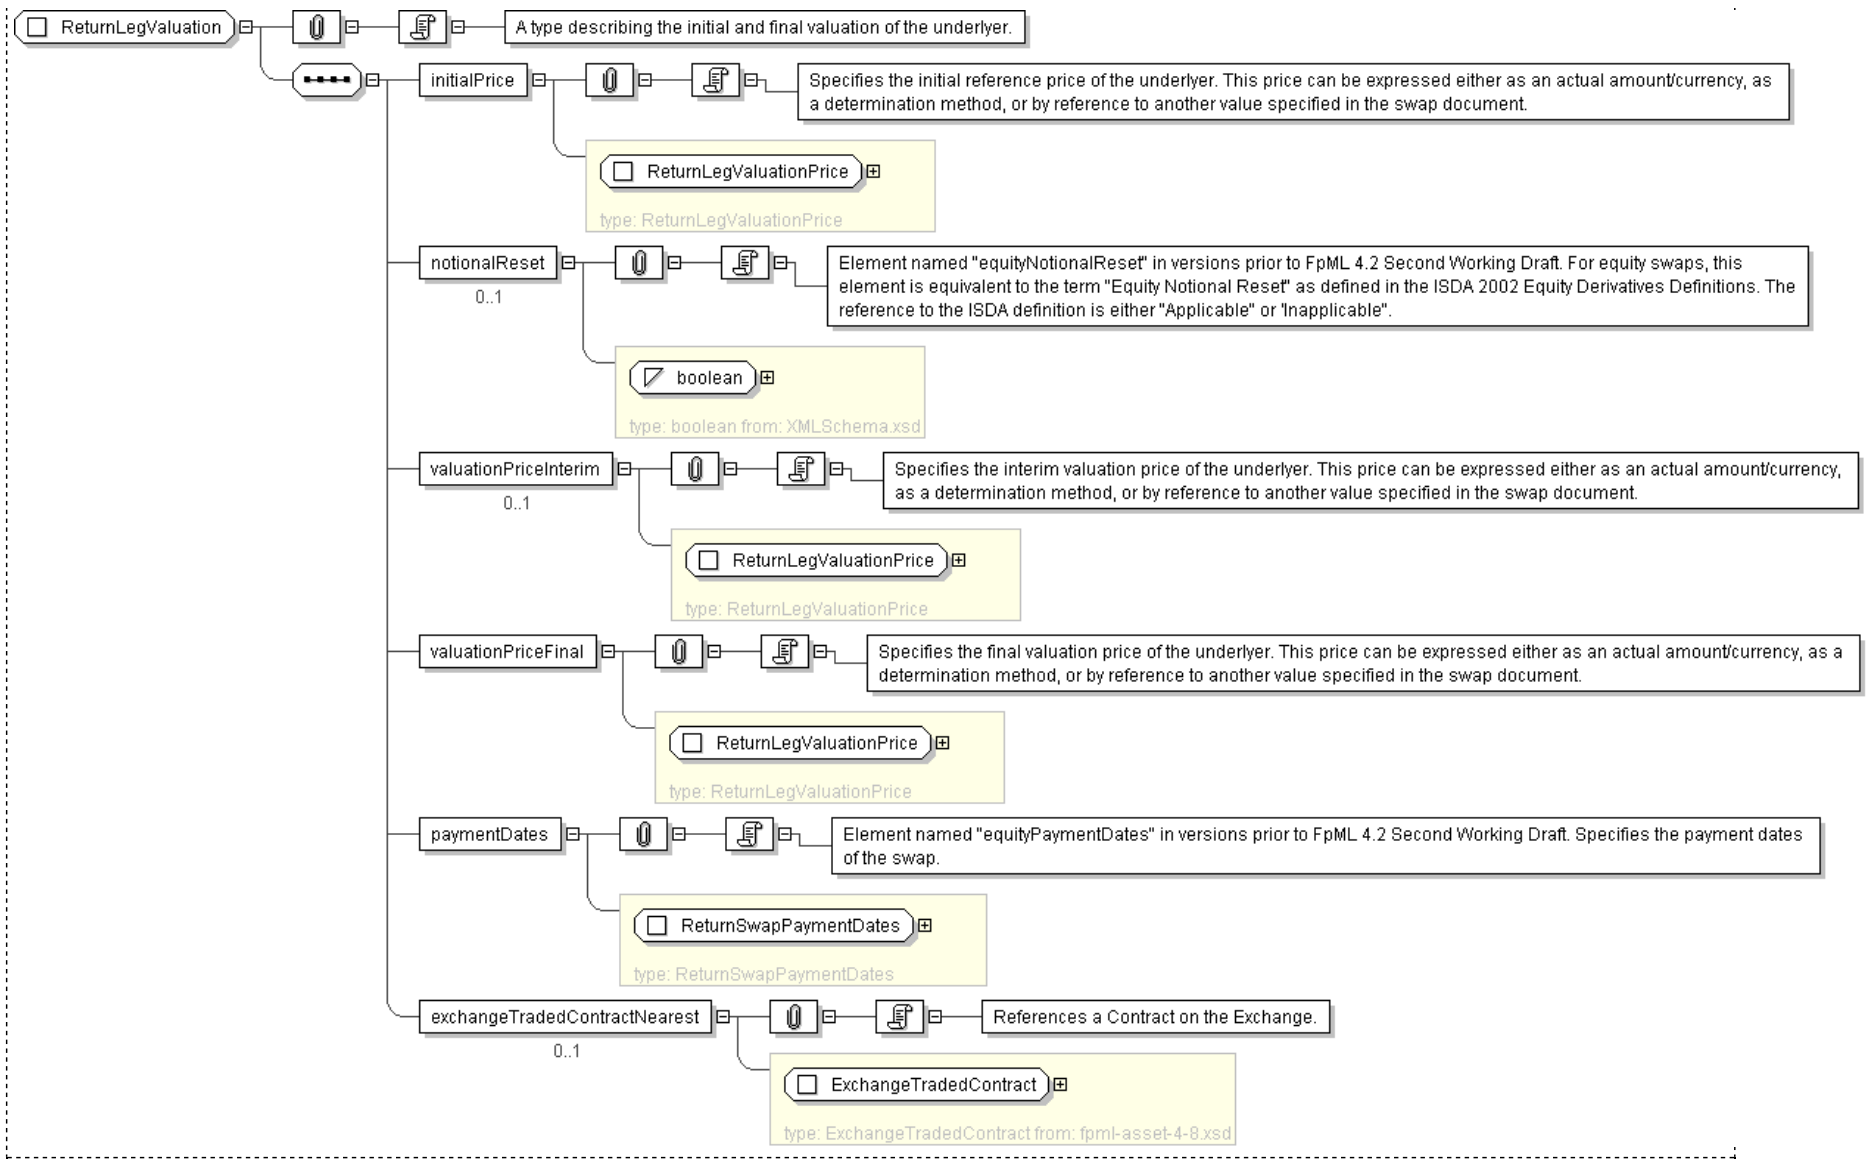 ReturnLegValuation
A type describing the initial and final valuation of the underlyer.
initialPrice
Specifies the initial reference price of the underlyer. This price can be expressed either as an actual amount/currency, as
a determination method, or by reference to another value specified in the swap document.
ReturnLegValuationPrice
type: ReturnLegValuationPrice
notionalReset
0..1
Element named "equityNotionalReset" in versions prior to FpML 4.2 Second Working Draft. For equity swaps, this
element is equivalent to the term "Equity Notional Reset" as defined in the ISDA 2002 Equity Derivatives Definitions. The
reference to the ISDA definition is either "Applicable" or 'Inapplicable".
boolean
type: boolean from: XMLSchema.xsd
valuationPriceInterim
0..1
Specifies the interim valuation price of the underlyer. This price can be expressed either as an actual amount/currency,
as a determination method, or by reference to another value specified in the swap document.
ReturnLegValuationPrice
type: ReturnLegValuationPrice
valuationPriceFinal
Specifies the final valuation price of the underlyer. This price can be expressed either as an actual amount/currency, as a
determination method, or by reference to another value specified in the swap document.
ReturnLegValuationPrice
type: ReturnLegValuationPrice
paymentDates
Element named "equityPaymentDates" in versions prior to FpML 4.2 Second Working Draft. Specifies the payment dates
of the swap.
ReturnSwapPaymentDates
type: ReturnSwapPaymentDates
exchangeTradedContractNearest
0..1
References a Contract on the Exchange.
ExchangeTradedContract
type: ExchangeTradedContract from: fpml-asset-4-8.xsd